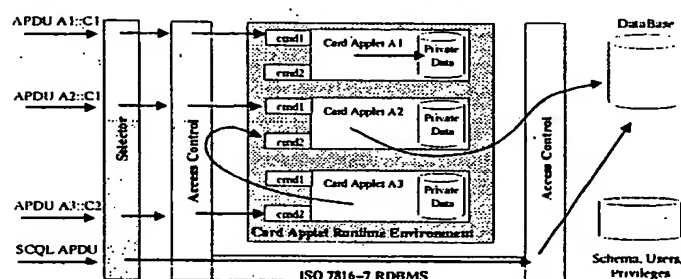 APDU A1::C1
APDU A2::C1
APDU A3::C2
SCQL APDU
Selector
Access Control
cmd1
cmd2
Card Applet A1
Private
Data
cmd1
cmd2
Card Applet A2
Private
Data
cmd1
cmd2
Card Applet A3
Private
Data
Card Applet Runtime Environment
ISO 7816-7 RDBMS
Access Control
DataBase
Schema, Users,
Privileges